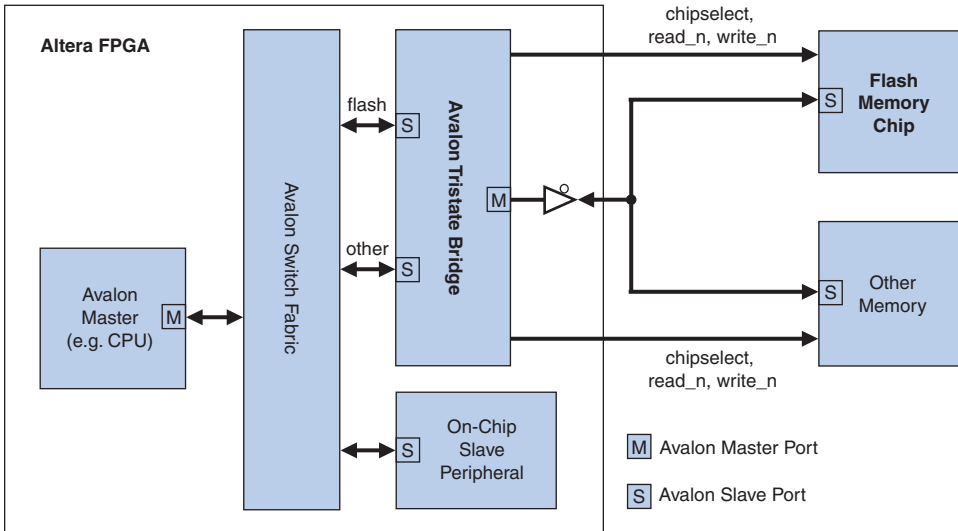 Altera FPGA
chipselect,
read_n, write_n
Flash
Memory
Chip
S
flash
S
Avalon Tristate Bridge
M
Avalon Switch Fabric
other
S
Other
Memory
S
Avalon
Master
(e.g. CPU)
M
chipselect,
read_n, write_n
On-Chip
Slave
Peripheral
S
M Avalon Master Port
S Avalon Slave Port